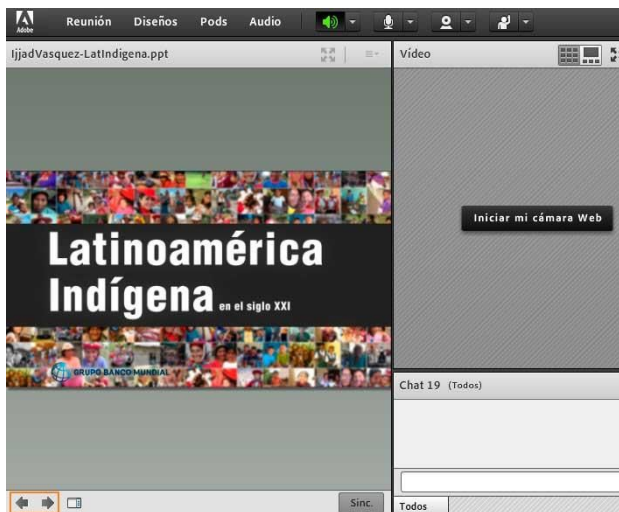 Adobe
Reunión Diseños Pods Audio
IjjadVasquez-LatIndigena.ppt
Vídeo
Iniciar mi cámara Web
Latinoamérica
Indígena en el siglo XXI
GRUPO BANCO MUNDIAL
Chat 19 (Todos)
Sinc.
Todos